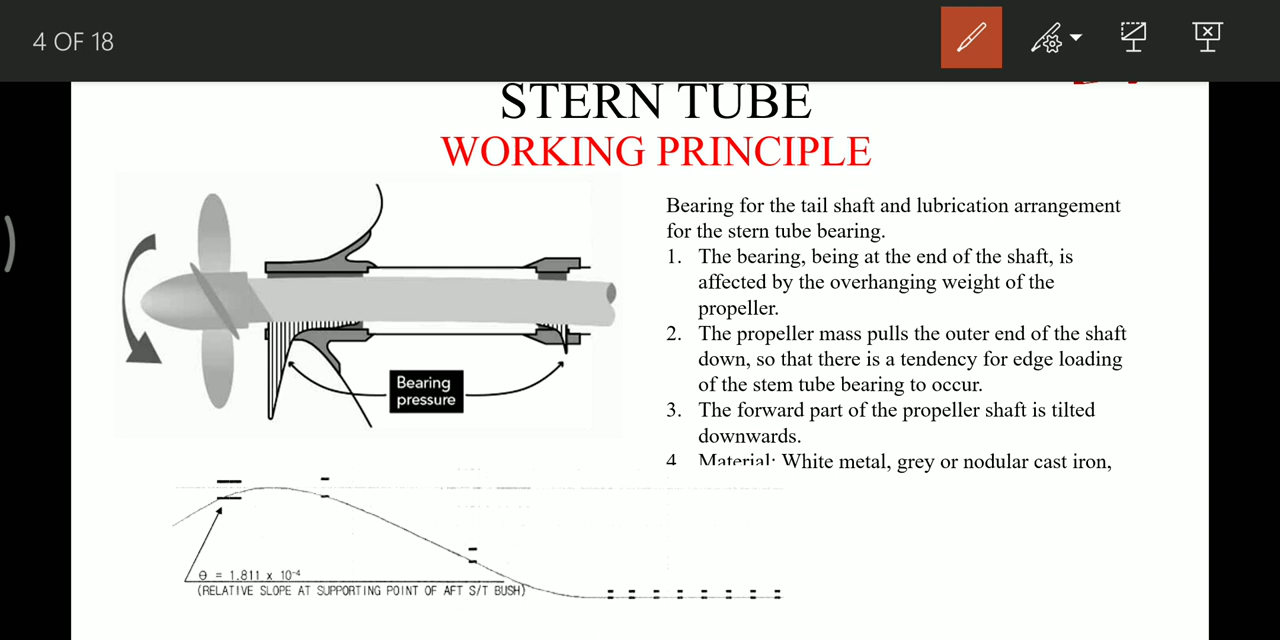 4 OF 18
STERN TUBE
WORKING PRINCIPLE
Bearing for the tail shaft and lubrication arrangement
for the stern tube bearing.
1. The bearing, being at the end of the shaft, is
affected by the overhanging weight of the
propeller.
2. The propeller mass pulls the outer end of the shaft
down, so that there is a tendency for edge loading
of the stem tube bearing to occur.
3. The forward part of the propeller shaft is tilted
downwards.
4 Material: White metal, grey or nodular cast iron,
Bearing
pressure
θ = 1.811 x 10⁻⁴
(RELATIVE SLOPE AT SUPPORTING POINT OF AFT S/T BUSH)